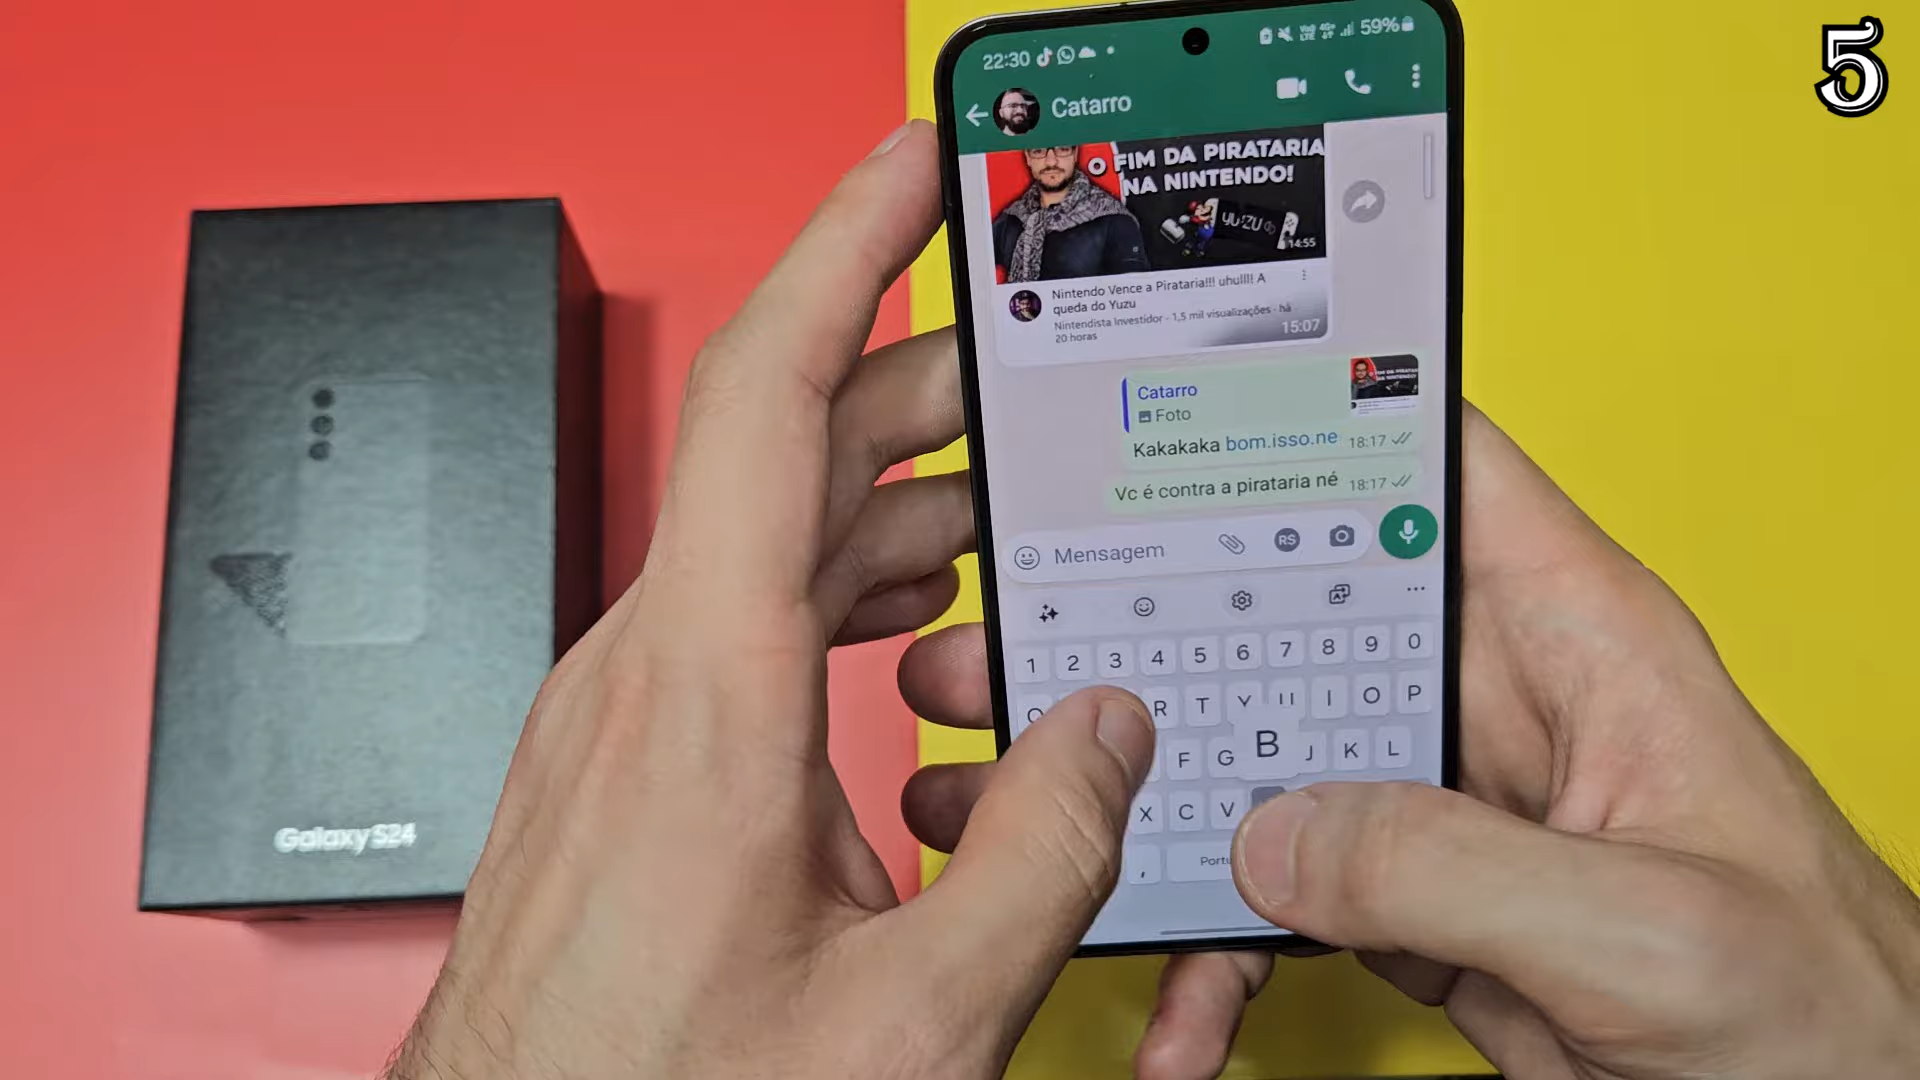 5
22:30
59%
Catarro
O FIM DA PIRATARIA
NA NINTENDO!
YUZU
14:55
Nintendo Vence a Pirataria!!! uhulll! A
queda do Yuzu
Nintendista Investidor - 1,5 mil visualizações - há
20 horas
15:07
Catarro
Foto
Kakakaka bom.isso.ne 18:17
Vc é contra a pirataria né 18:17
Mensagem
R$
1 2 3 4 5 6 7 8 9 0
R T Y U I O P
F G B J K L
X C V
,
Portu
Galaxy S24